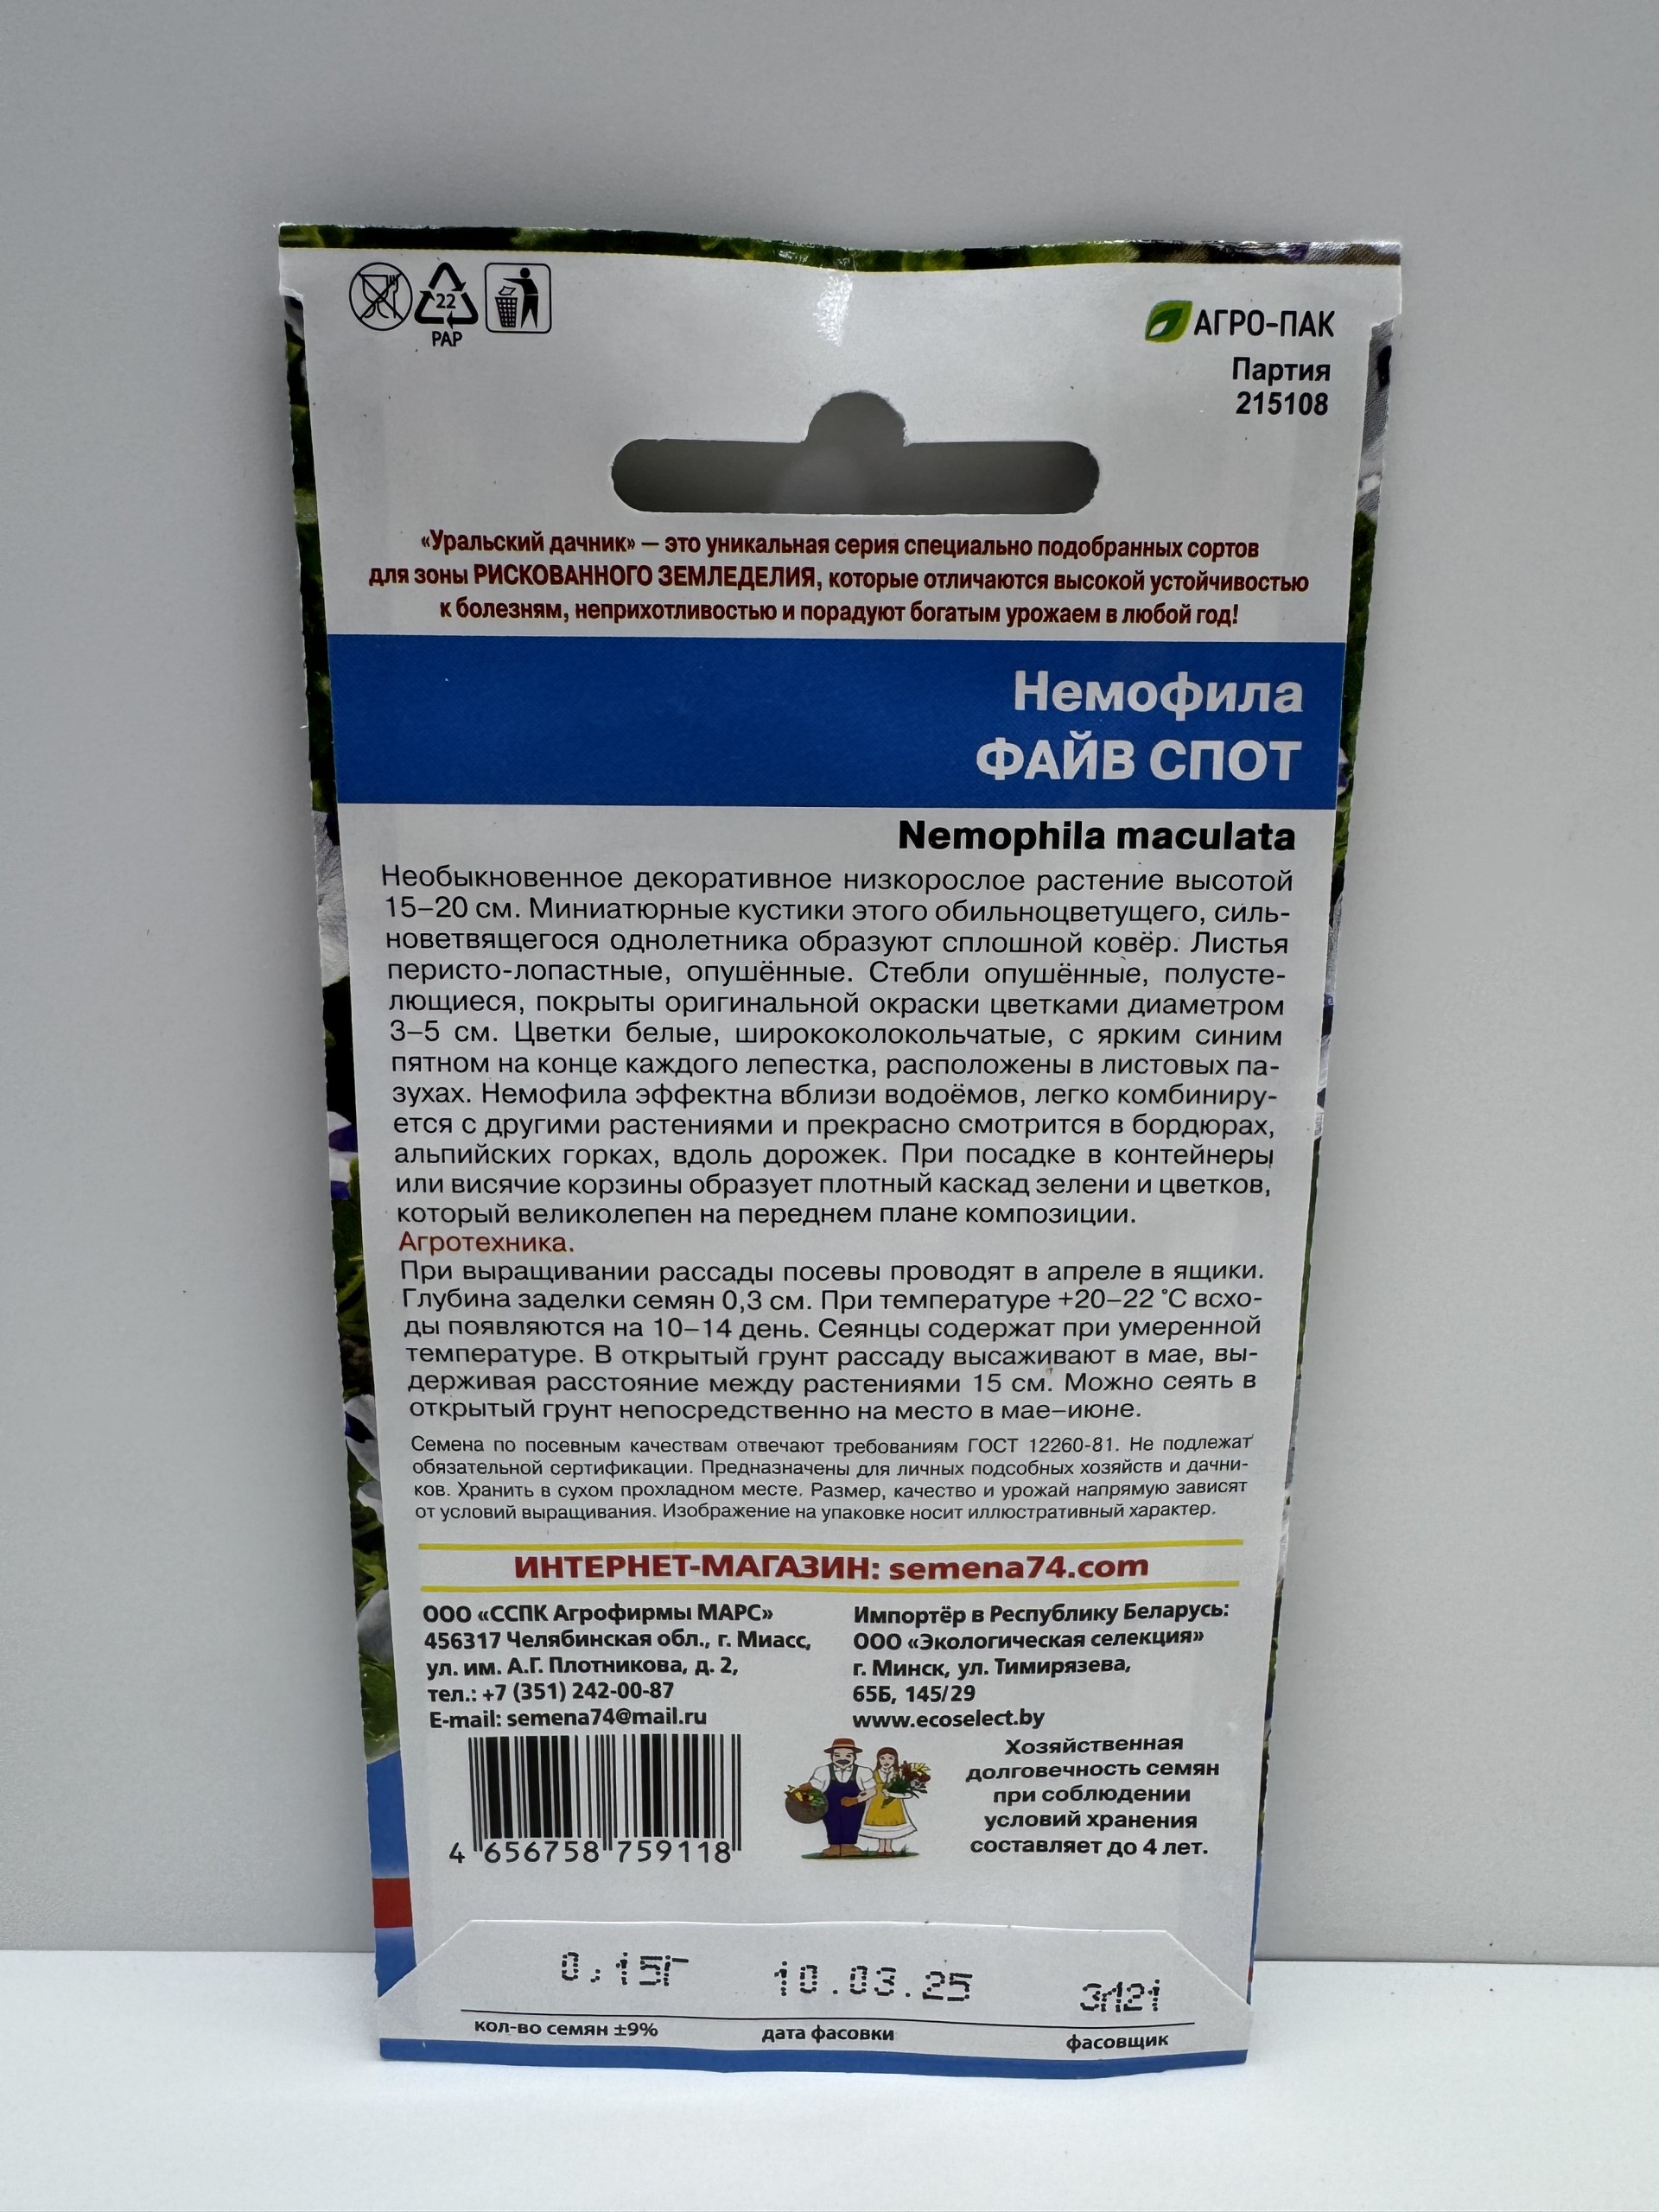 22
PAP
АГРО-ПАК
Партия
215108
«Уральский дачник» — это уникальная серия специально подобранных сортов
для зоны РИСКОВАННОГО ЗЕМЛЕДЕЛИЯ, которые отличаются высокой устойчивостью
к болезням, неприхотливостью и порадуют богатым урожаем в любой год!
Немофила
ФАЙВ СПОТ
Nemophila maculata
Необыкновенное декоративное низкорослое растение высотой
15–20 см. Миниатюрные кустики этого обильноцветущего, силь-
новетвящегося однолетника образуют сплошной ковёр. Листья
перисто-лопастные, опушённые. Стебли опушённые, полусте-
лющиеся, покрыты оригинальной окраски цветками диаметром
3–5 см. Цветки белые, ширококолокольчатые, с ярким синим
пятном на конце каждого лепестка, расположены в листовых па-
зухах. Немофила эффектна вблизи водоёмов, легко комбиниру-
ется с другими растениями и прекрасно смотрится в бордюрах,
альпийских горках, вдоль дорожек. При посадке в контейнеры
или висячие корзины образует плотный каскад зелени и цветков,
который великолепен на переднем плане композиции.
Агротехника.
При выращивании рассады посевы проводят в апреле в ящики.
Глубина заделки семян 0,3 см. При температуре +20–22 °С всхо-
ды появляются на 10–14 день. Сеянцы содержат при умеренной
температуре. В открытый грунт рассаду высаживают в мае, вы-
держивая расстояние между растениями 15 см. Можно сеять в
открытый грунт непосредственно на место в мае–июне.
Семена по посевным качествам отвечают требованиям ГОСТ 12260-81. Не подлежат
обязательной сертификации. Предназначены для личных подсобных хозяйств и дачни-
ков. Хранить в сухом прохладном месте. Размер, качество и урожай напрямую зависят
от условий выращивания. Изображение на упаковке носит иллюстративный характер.
ИНТЕРНЕТ-МАГАЗИН: semena74.com
ООО «ССПК Агрофирмы МАРС»
456317 Челябинская обл., г. Миасс,
ул. им. А.Г. Плотникова, д. 2,
тел.: +7 (351) 242-00-87
E-mail: semena74@mail.ru
Импортёр в Республику Беларусь:
ООО «Экологическая селекция»
г. Минск, ул. Тимирязева,
65Б, 145/29
www.ecoselect.by
4 656758 759118
Хозяйственная
долговечность семян
при соблюдении
условий хранения
составляет до 4 лет.
0,15Г 10.03.25 ЗП21
кол-во семян ±9% дата фасовки фасовщик